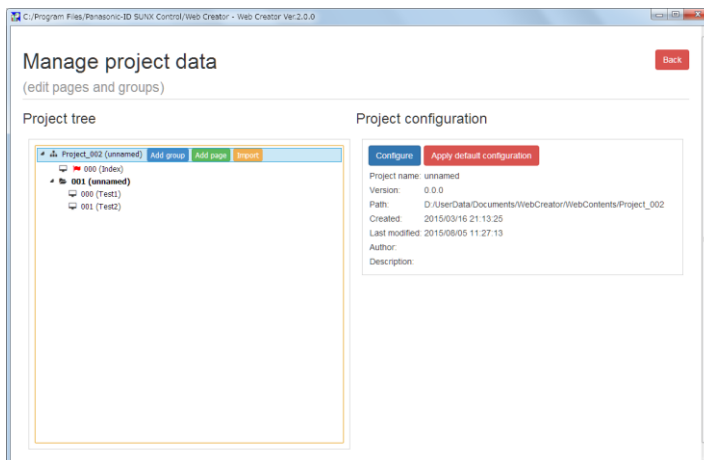 C:/Program Files/Panasonic-ID SUNX Control/Web Creator - Web Creator Ver.2.0.0
Manage project data
Back
(edit pages and groups)
Project tree
Project_002 (unnamed) Add group Add page Import
000 (Index)
001 (unnamed)
000 (Test1)
001 (Test2)
Project configuration
Configure Apply default configuration
Project name: unnamed
Version: 0.0.0
Path: D:/UserData/Documents/WebCreator/WebContents/Project_002
Created: 2015/03/16 21:13:25
Last modified: 2015/08/05 11:27:13
Author:
Description: